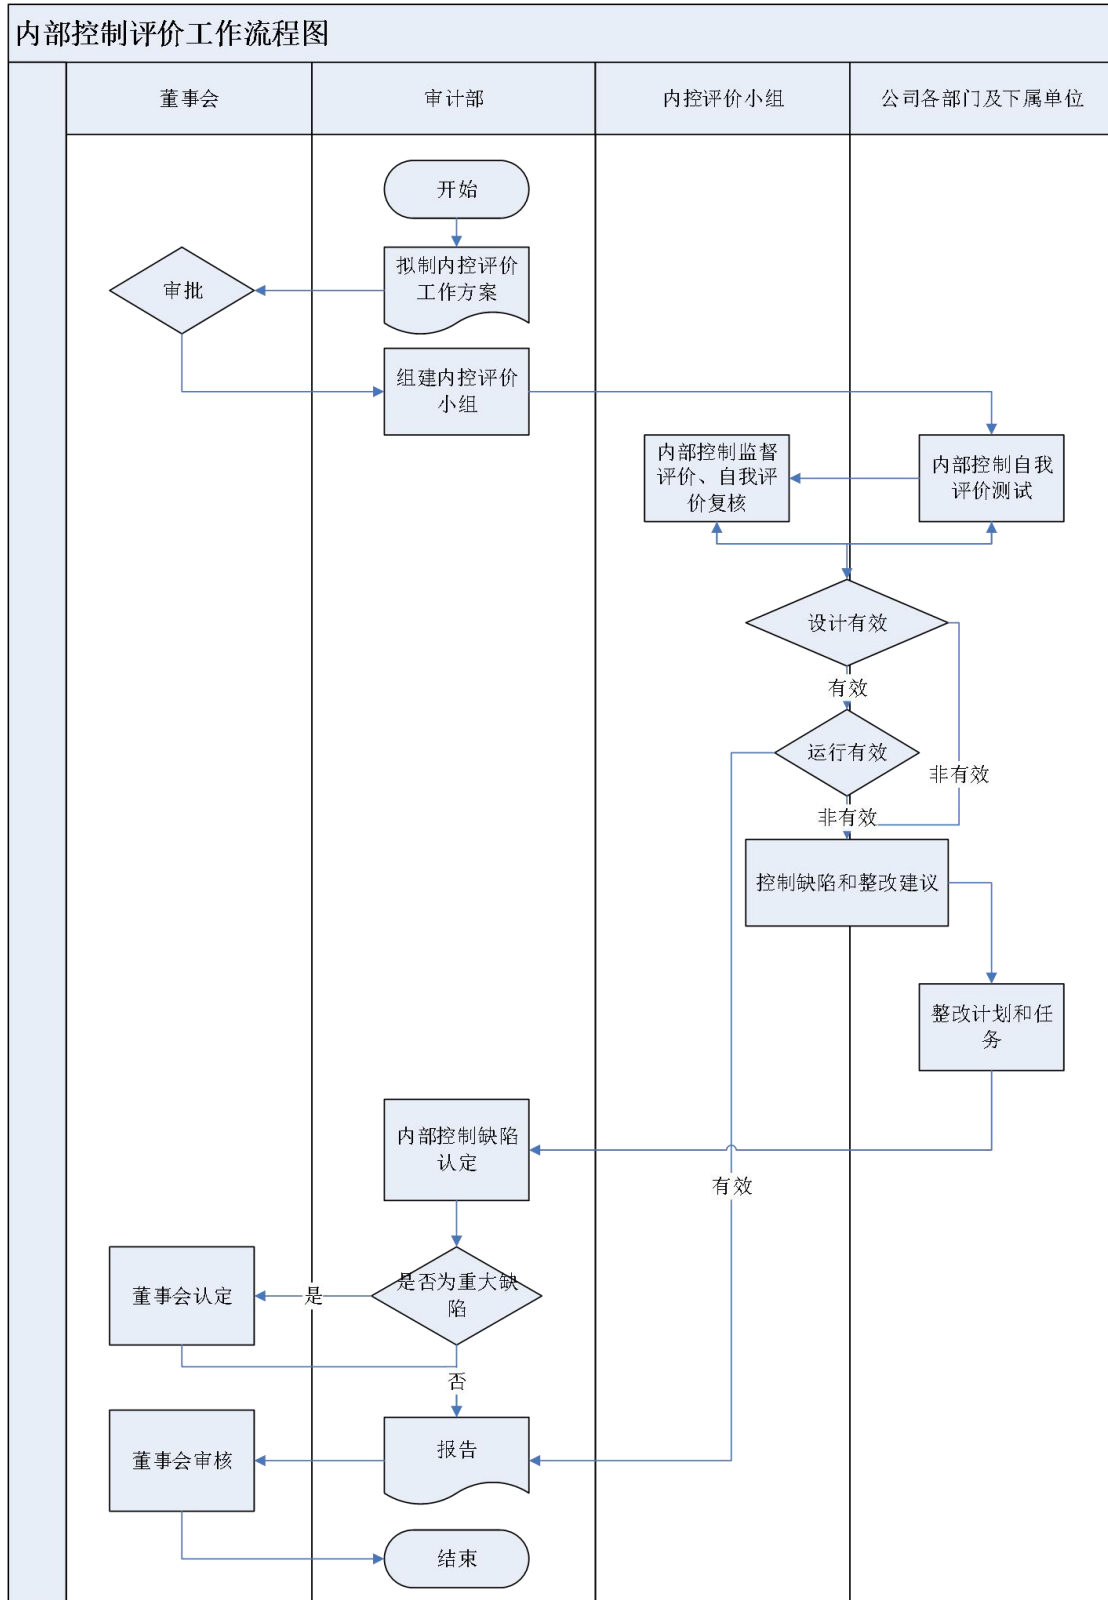 内部控制评价工作流程图
董事会
审计部
内控评价小组
公司各部门及下属单位
开始
拟制内控评价
工作方案
审批
组建内控评价
小组
内部控制监督
评价、自我评
价复核
内部控制自我
评价测试
设计有效
有效
运行有效
非有效
非有效
控制缺陷和整改建议
整改计划和任
务
内部控制缺陷
认定
有效
是否为重大缺
陷
是
董事会认定
否
报告
董事会审核
结束